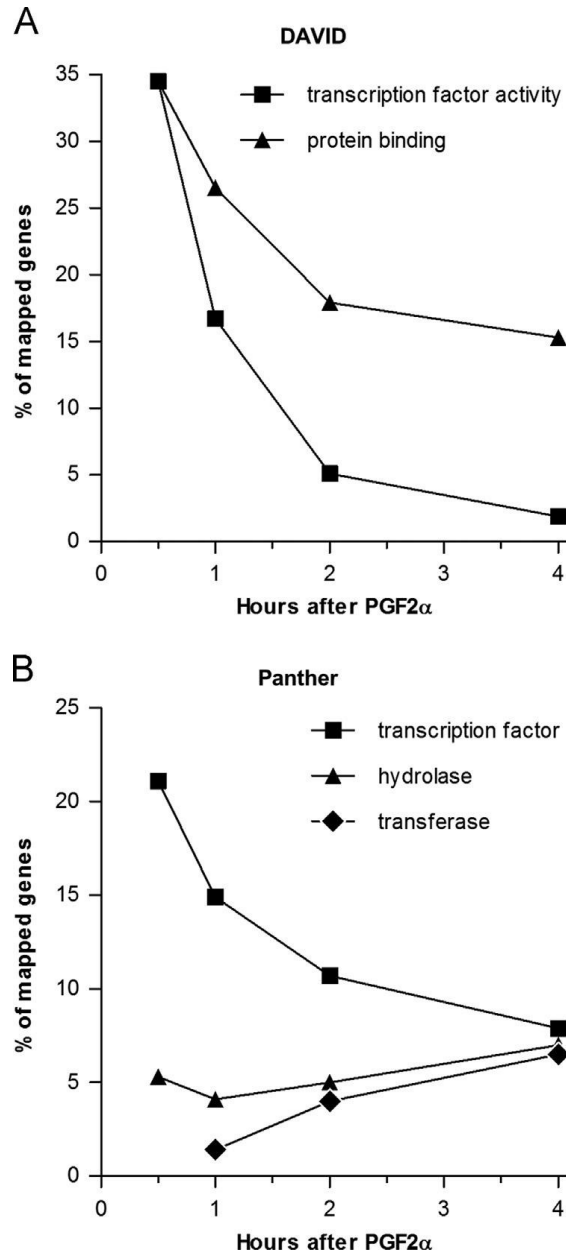 A
DAVID
35
30
25
20
15
10
5
0
% of mapped genes
transcription factor activity
protein binding
0 1 2 3 4
Hours after PGF2α
B
Panther
25
20
15
10
5
0
% of mapped genes
transcription factor
hydrolase
transferase
0 1 2 3 4
Hours after PGF2α